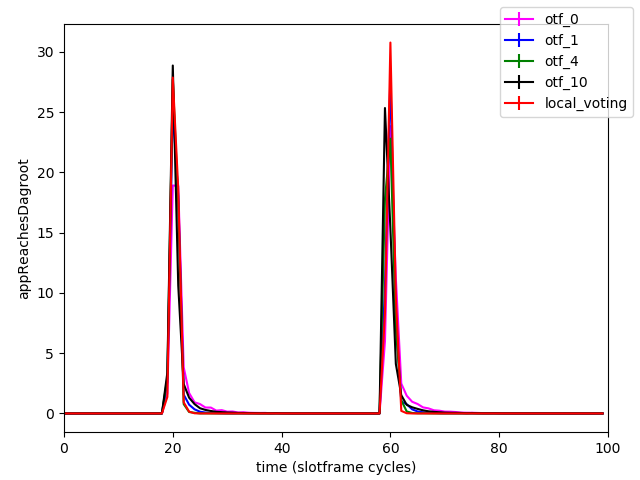 otf_0
otf_1
otf_4
otf_10
local_voting
appReachesDagroot
30
25
20
15
10
5
0
0 20 40 60 80 100
time (slotframe cycles)